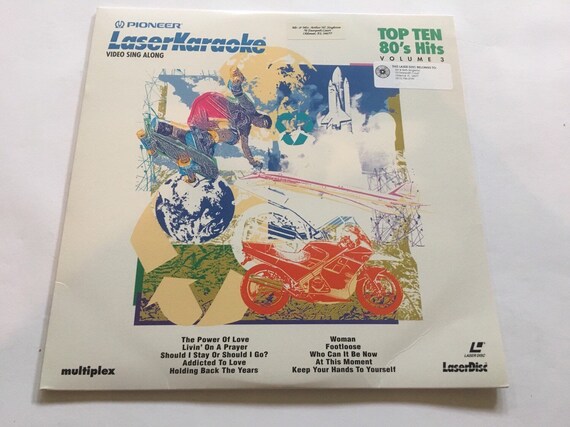 PIONEER
LaserKaraoke
VIDEO SING ALONG
TOP TEN
80's Hits
VOLUME 3
The Power Of Love
Livin' On A Prayer
Should I Stay Or Should I Go?
Addicted To Love
Holding Back The Years
Woman
Footloose
Who Can It Be Now
At This Moment
Keep Your Hands To Yourself
multiplex
LASER DISC
LaserDisc